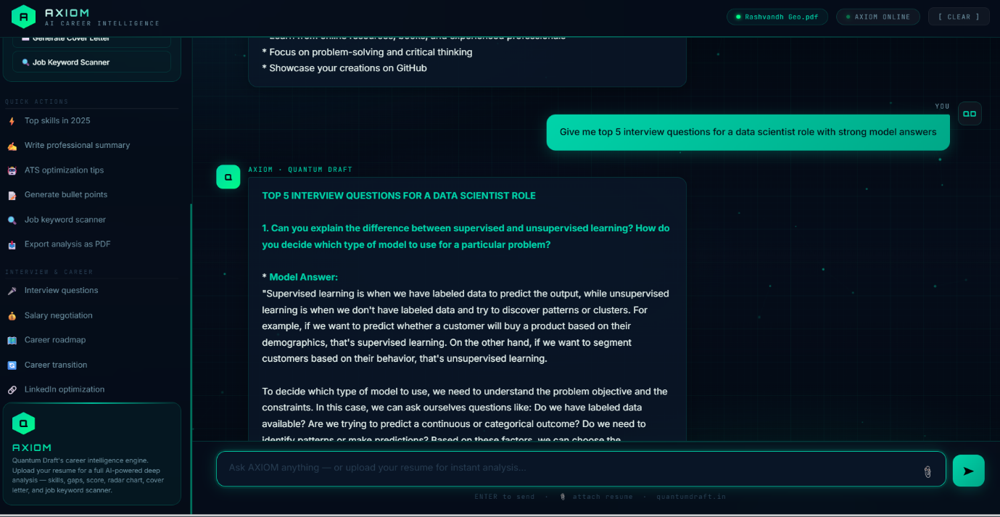 AXIOM
AI CAREER INTELLIGENCE
Rashvandh Geo.pdf
AXIOM ONLINE
[ CLEAR ]
Generate Cover Letter
Job Keyword Scanner
QUICK ACTIONS
Top skills in 2025
Write professional summary
ATS optimization tips
Generate bullet points
Job keyword scanner
Export analysis as PDF
INTERVIEW & CAREER
Interview questions
Salary negotiation
Career roadmap
Career transition
LinkedIn optimization
AXIOM
Quantum Draft's career intelligence engine.
Upload your resume for a full AI-powered deep
analysis — skills, gaps, score, radar chart, cover
letter, and job keyword scanner.
* Learn from online resources, books, and experienced professionals
* Focus on problem-solving and critical thinking
* Showcase your creations on GitHub
YOU
Give me top 5 interview questions for a data scientist role with strong model answers
AXIOM · QUANTUM DRAFT
TOP 5 INTERVIEW QUESTIONS FOR A DATA SCIENTIST ROLE
1. Can you explain the difference between supervised and unsupervised learning? How do
you decide which type of model to use for a particular problem?
* Model Answer:
"Supervised learning is when we have labeled data to predict the output, while unsupervised
learning is when we don't have labeled data and try to discover patterns or clusters. For
example, if we want to predict whether a customer will buy a product based on their
demographics, that's supervised learning. On the other hand, if we want to segment
customers based on their behavior, that's unsupervised learning.
To decide which type of model to use, we need to understand the problem objective and the
constraints. In this case, we can ask ourselves questions like: Do we have labeled data
available? Are we trying to predict a continuous or categorical outcome? Do we need to
identify patterns or make predictions? Based on these factors, we can choose the
Ask AXIOM anything — or upload your resume for instant analysis...
ENTER to send · attach resume · quantumdraft.in